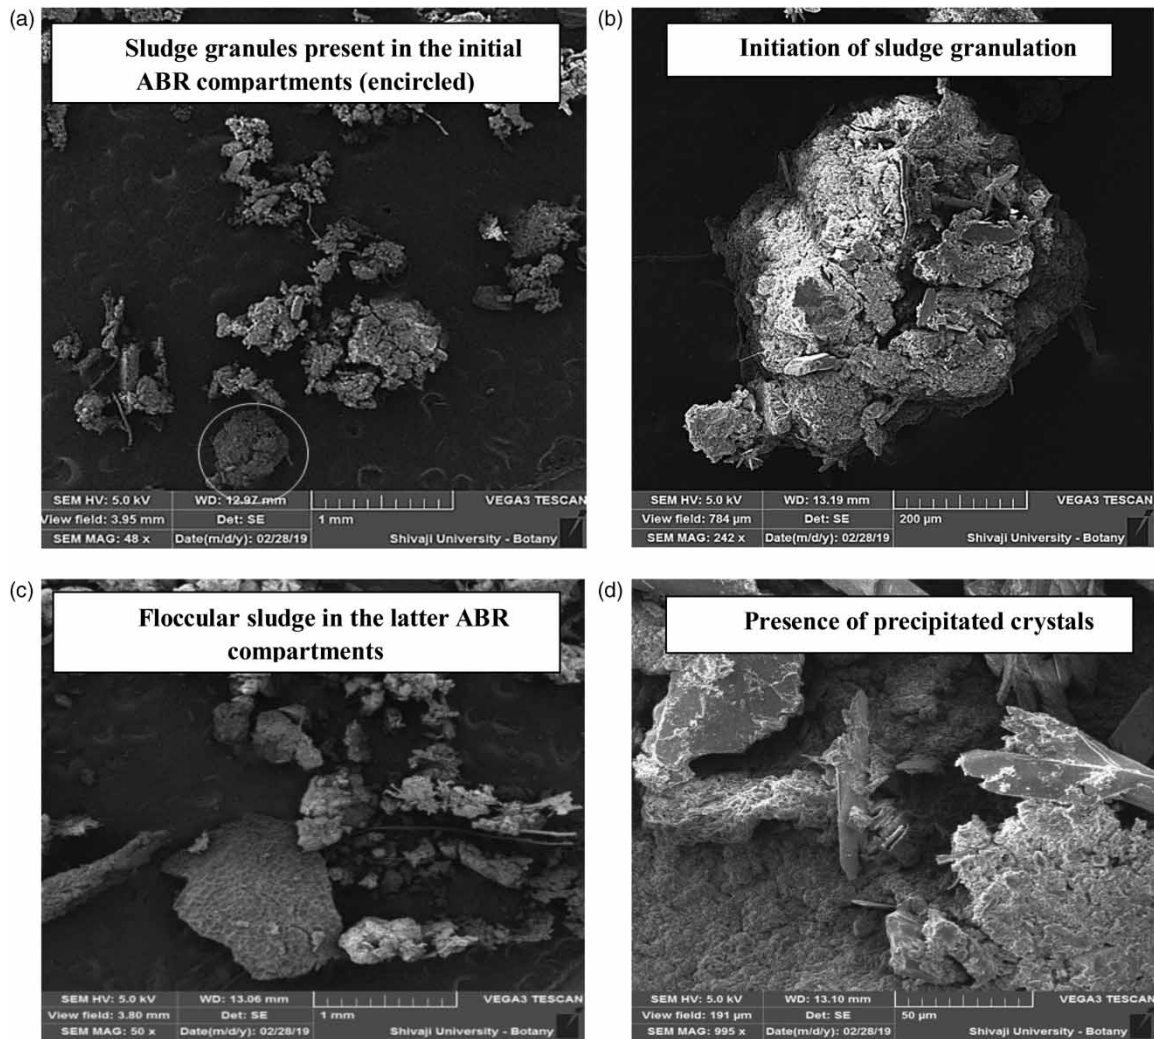 (a)
Sludge granules present in the initial
ABR compartments (encircled)
SEM HV: 5.0 kV WD: 12.97 mm VEGA3 TESCAN
View field: 3.95 mm Det: SE 1 mm
SEM MAG: 48 x Date(m/d/y): 02/28/19 Shivaji University - Botany
(b)
Initiation of sludge granulation
SEM HV: 5.0 kV WD: 13.19 mm VEGA3 TESCAN
View field: 784 µm Det: SE 200 µm
SEM MAG: 242 x Date(m/d/y): 02/28/19 Shivaji University - Botany
(c)
Floccular sludge in the latter ABR
compartments
SEM HV: 5.0 kV WD: 13.06 mm VEGA3 TESCAN
View field: 3.80 mm Det: SE 1 mm
SEM MAG: 50 x Date(m/d/y): 02/28/19 Shivaji University - Botany
(d)
Presence of precipitated crystals
SEM HV: 5.0 kV WD: 13.10 mm VEGA3 TESCAN
View field: 191 µm Det: SE 50 µm
SEM MAG: 995 x Date(m/d/y): 02/28/19 Shivaji University - Botany